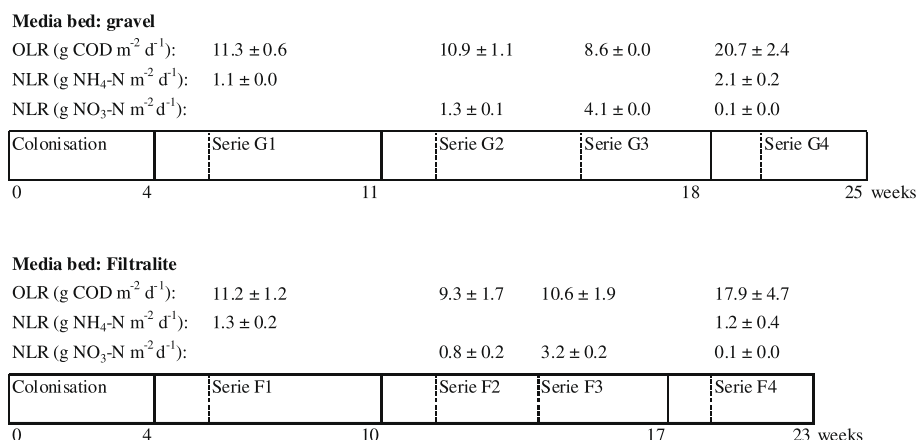 Media bed: gravel
OLR (g COD m⁻² d⁻¹): 11.3 ± 0.6 10.9 ± 1.1 8.6 ± 0.0 20.7 ± 2.4
NLR (g NH₄-N m⁻² d⁻¹): 1.1 ± 0.0 2.1 ± 0.2
NLR (g NO₃-N m⁻² d⁻¹): 1.3 ± 0.1 4.1 ± 0.0 0.1 ± 0.0
Colonisation Serie G1 Serie G2 Serie G3 Serie G4
0 4 11 18 25 weeks
Media bed: Filtralite
OLR (g COD m⁻² d⁻¹): 11.2 ± 1.2 9.3 ± 1.7 10.6 ± 1.9 17.9 ± 4.7
NLR (g NH₄-N m⁻² d⁻¹): 1.3 ± 0.2 1.2 ± 0.4
NLR (g NO₃-N m⁻² d⁻¹): 0.8 ± 0.2 3.2 ± 0.2 0.1 ± 0.0
Colonisation Serie F1 Serie F2 Serie F3 Serie F4
0 4 10 17 23 weeks